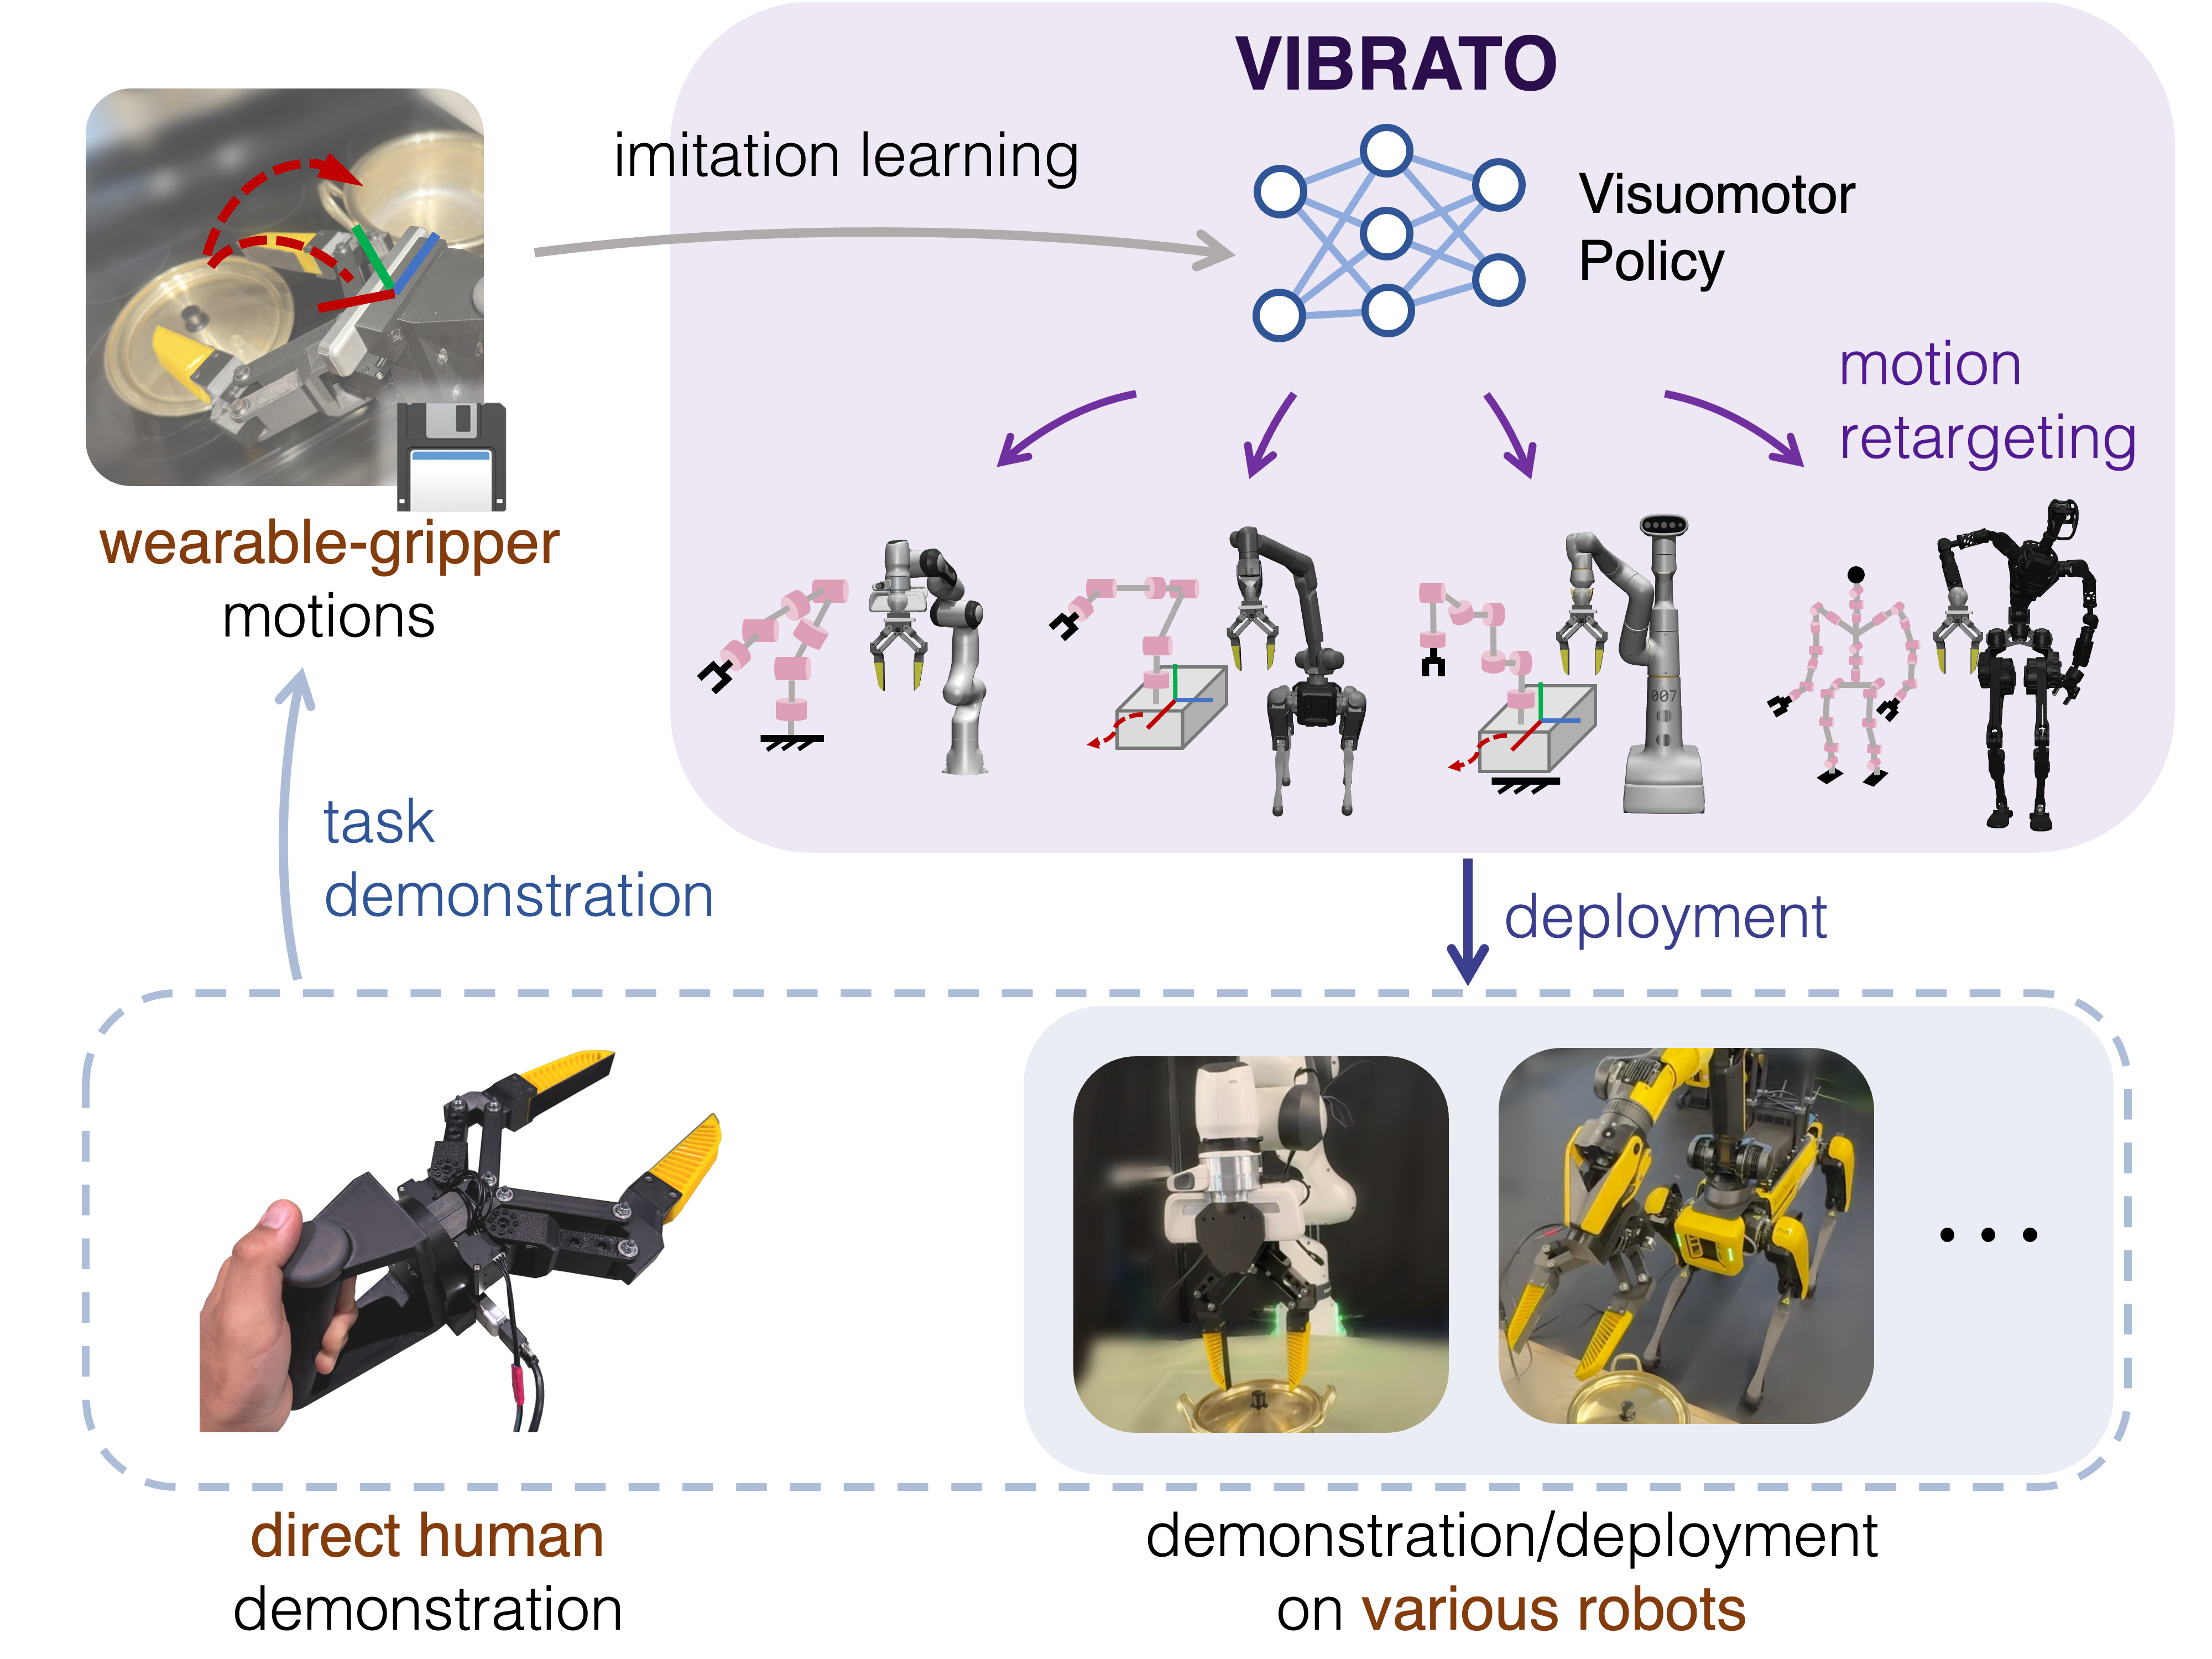 VIBRATO
imitation learning
Visuomotor
Policy
motion
retargeting
wearable-gripper
motions
007
task
demonstration
deployment
direct human
demonstration
demonstration/deployment
on various robots